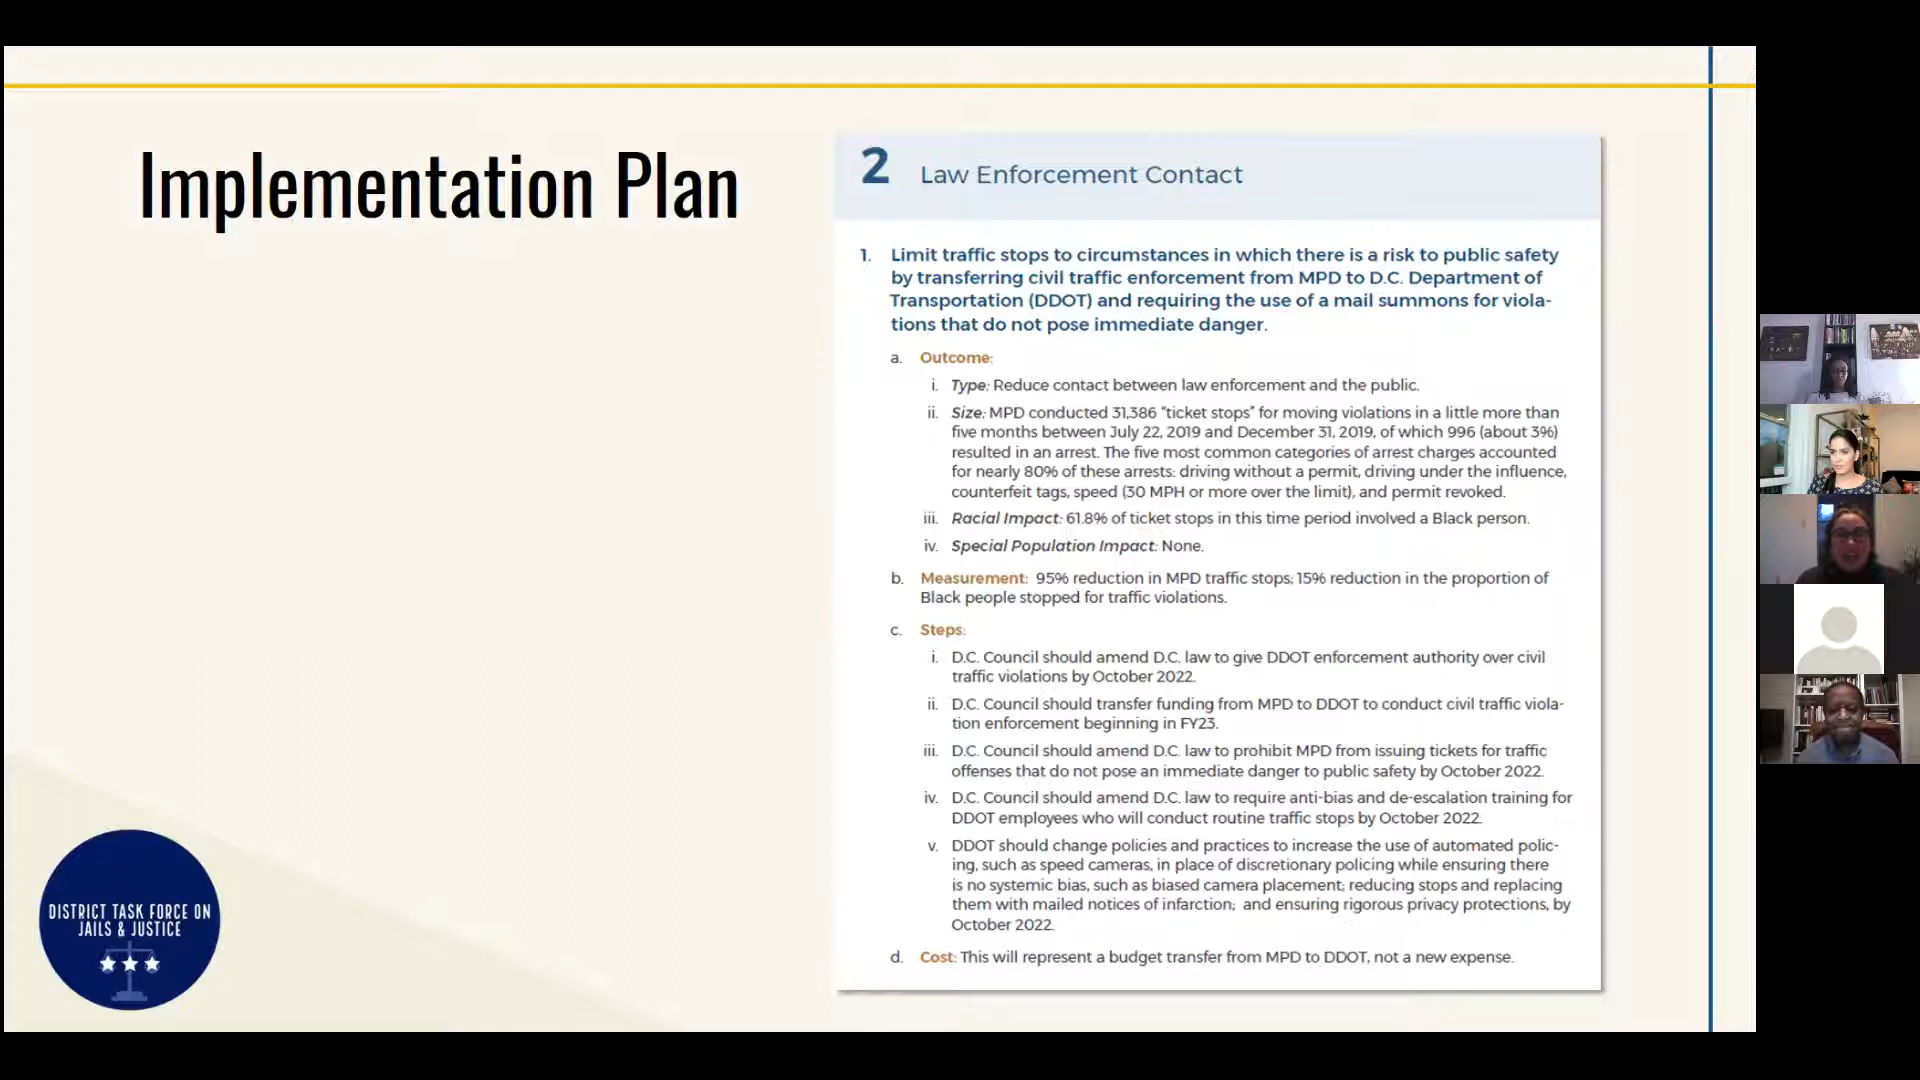 Implementation Plan
2 Law Enforcement Contact
1. Limit traffic stops to circumstances in which there is a risk to public safety
by transferring civil traffic enforcement from MPD to D.C. Department of
Transportation (DDOT) and requiring the use of a mail summons for viola-
tions that do not pose immediate danger.
a. Outcome:
i. Type: Reduce contact between law enforcement and the public.
ii. Size: MPD conducted 31,386 "ticket stops" for moving violations in a little more than
five months between July 22, 2019 and December 31, 2019, of which 996 (about 3%)
resulted in an arrest. The five most common categories of arrest charges accounted
for nearly 80% of these arrests: driving without a permit, driving under the influence,
counterfeit tags, speed (30 MPH or more over the limit), and permit revoked.
iii. Racial Impact: 61.8% of ticket stops in this time period involved a Black person.
iv. Special Population Impact: None.
b. Measurement: 95% reduction in MPD traffic stops; 15% reduction in the proportion of
Black people stopped for traffic violations.
c. Steps:
i. D.C. Council should amend D.C. law to give DDOT enforcement authority over civil
traffic violations by October 2022.
ii. D.C. Council should transfer funding from MPD to DDOT to conduct civil traffic viola-
tion enforcement beginning in FY23.
iii. D.C. Council should amend D.C. law to prohibit MPD from issuing tickets for traffic
offenses that do not pose an immediate danger to public safety by October 2022.
iv. D.C. Council should amend D.C. law to require anti-bias and de-escalation training for
DDOT employees who will conduct routine traffic stops by October 2022.
v. DDOT should change policies and practices to increase the use of automated polic-
ing, such as speed cameras, in place of discretionary policing while ensuring there
is no systemic bias, such as biased camera placement; reducing stops and replacing
them with mailed notices of infarction; and ensuring rigorous privacy protections, by
October 2022.
d. Cost: This will represent a budget transfer from MPD to DDOT, not a new expense.
DISTRICT TASK FORCE ON
JAILS & JUSTICE